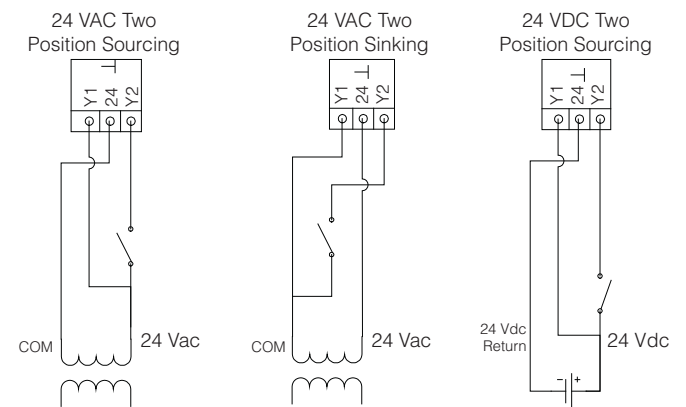 24 VAC Two
Position Sourcing
Y1 24 ⊥ Y2
COM
24 Vac
24 VAC Two
Position Sinking
Y1 24 ⊥ Y2
COM
24 Vac
24 VDC Two
Position Sourcing
Y1 24 ⊥ Y2
24 Vdc
Return
24 Vdc
- +